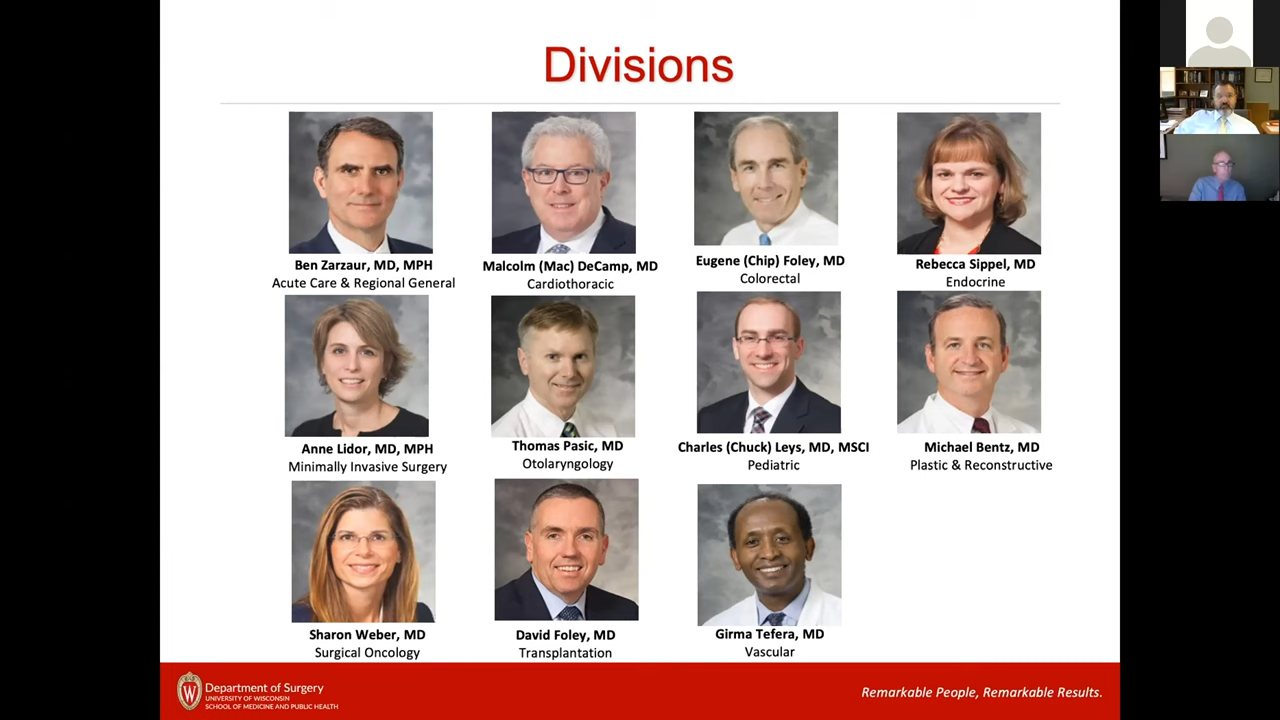 Divisions
Ben Zarzaur, MD, MPH
Acute Care & Regional General
Malcolm (Mac) DeCamp, MD
Cardiothoracic
Eugene (Chip) Foley, MD
Colorectal
Rebecca Sippel, MD
Endocrine
Anne Lidor, MD, MPH
Minimally Invasive Surgery
Thomas Pasic, MD
Otolaryngology
Charles (Chuck) Leys, MD, MSCI
Pediatric
Michael Bentz, MD
Plastic & Reconstructive
Sharon Weber, MD
Surgical Oncology
David Foley, MD
Transplantation
Girma Tefera, MD
Vascular
W
Department of Surgery
UNIVERSITY OF WISCONSIN
SCHOOL OF MEDICINE AND PUBLIC HEALTH
Remarkable People, Remarkable Results.